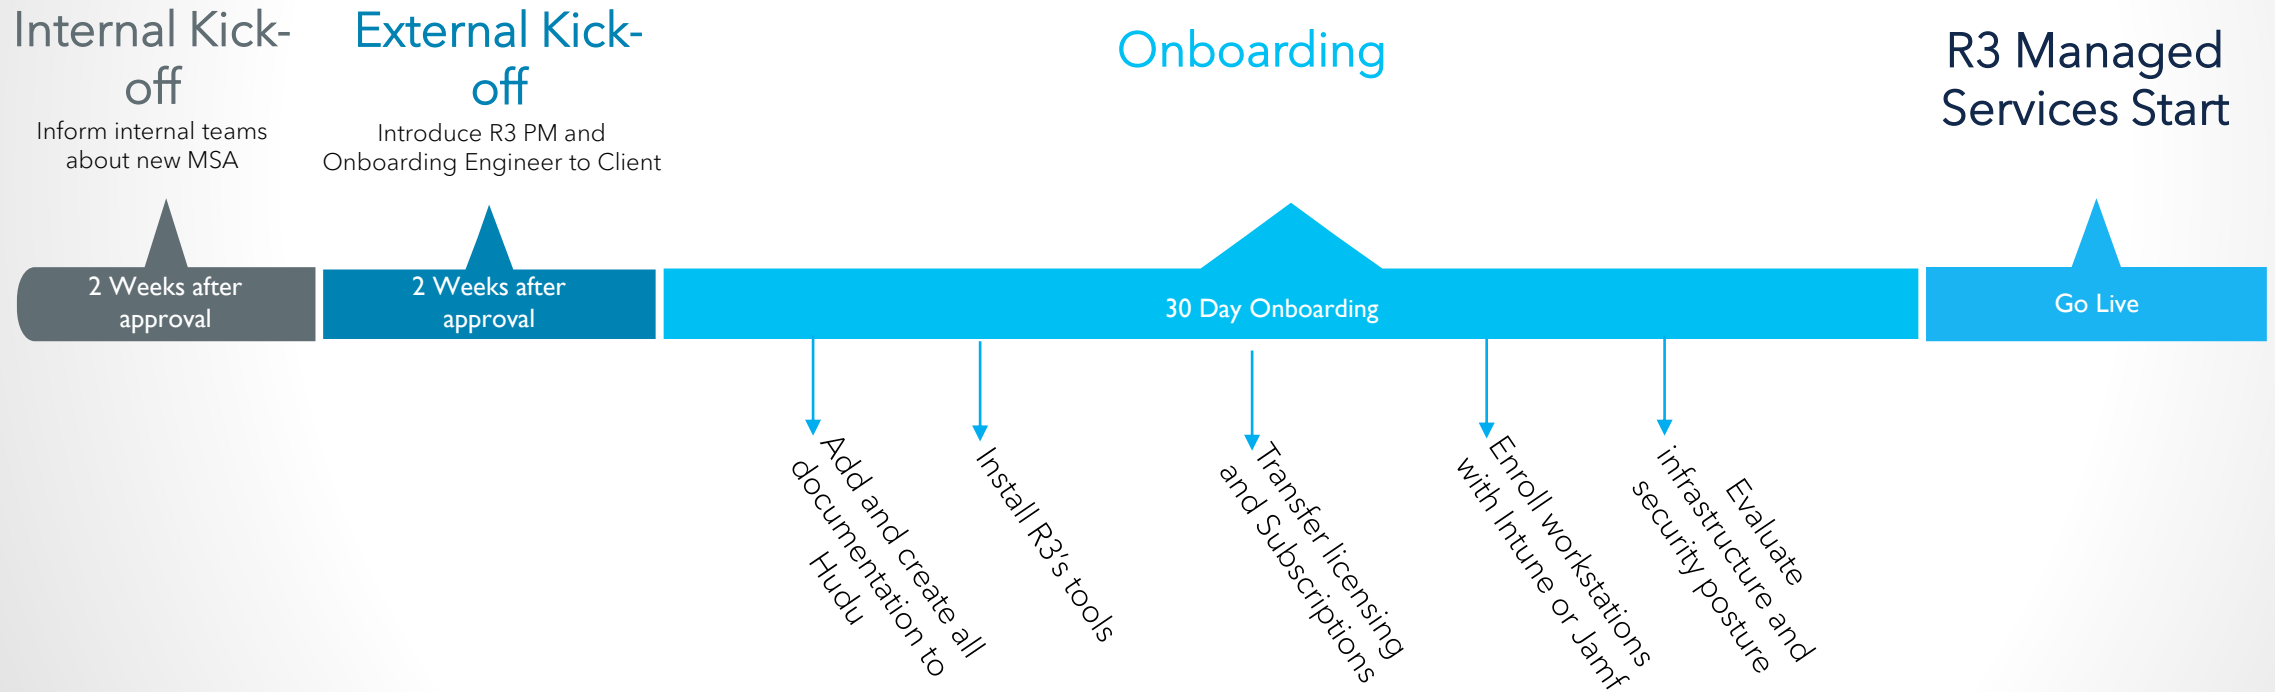 Internal Kick-
off
Inform internal teams
about new MSA
External Kick-
off
Introduce R3 PM and
Onboarding Engineer to Client
Onboarding
R3 Managed
Services Start
2 Weeks after
approval
2 Weeks after
approval
30 Day Onboarding
Go Live
Add and create all
documentation to
Hudu
Install R3's tools
Transfer licensing
and Subscriptions
Enroll workstations
with Intune or Jamf
Evaluate
infrastructure and
security posture